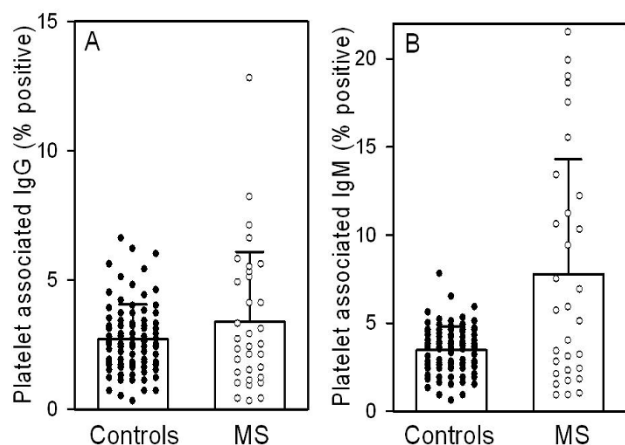 A
Platelet associated IgG (% positive)
15
10
5
0
Controls
MS
B
Platelet associated IgM (% positive)
20
15
10
5
0
Controls
MS